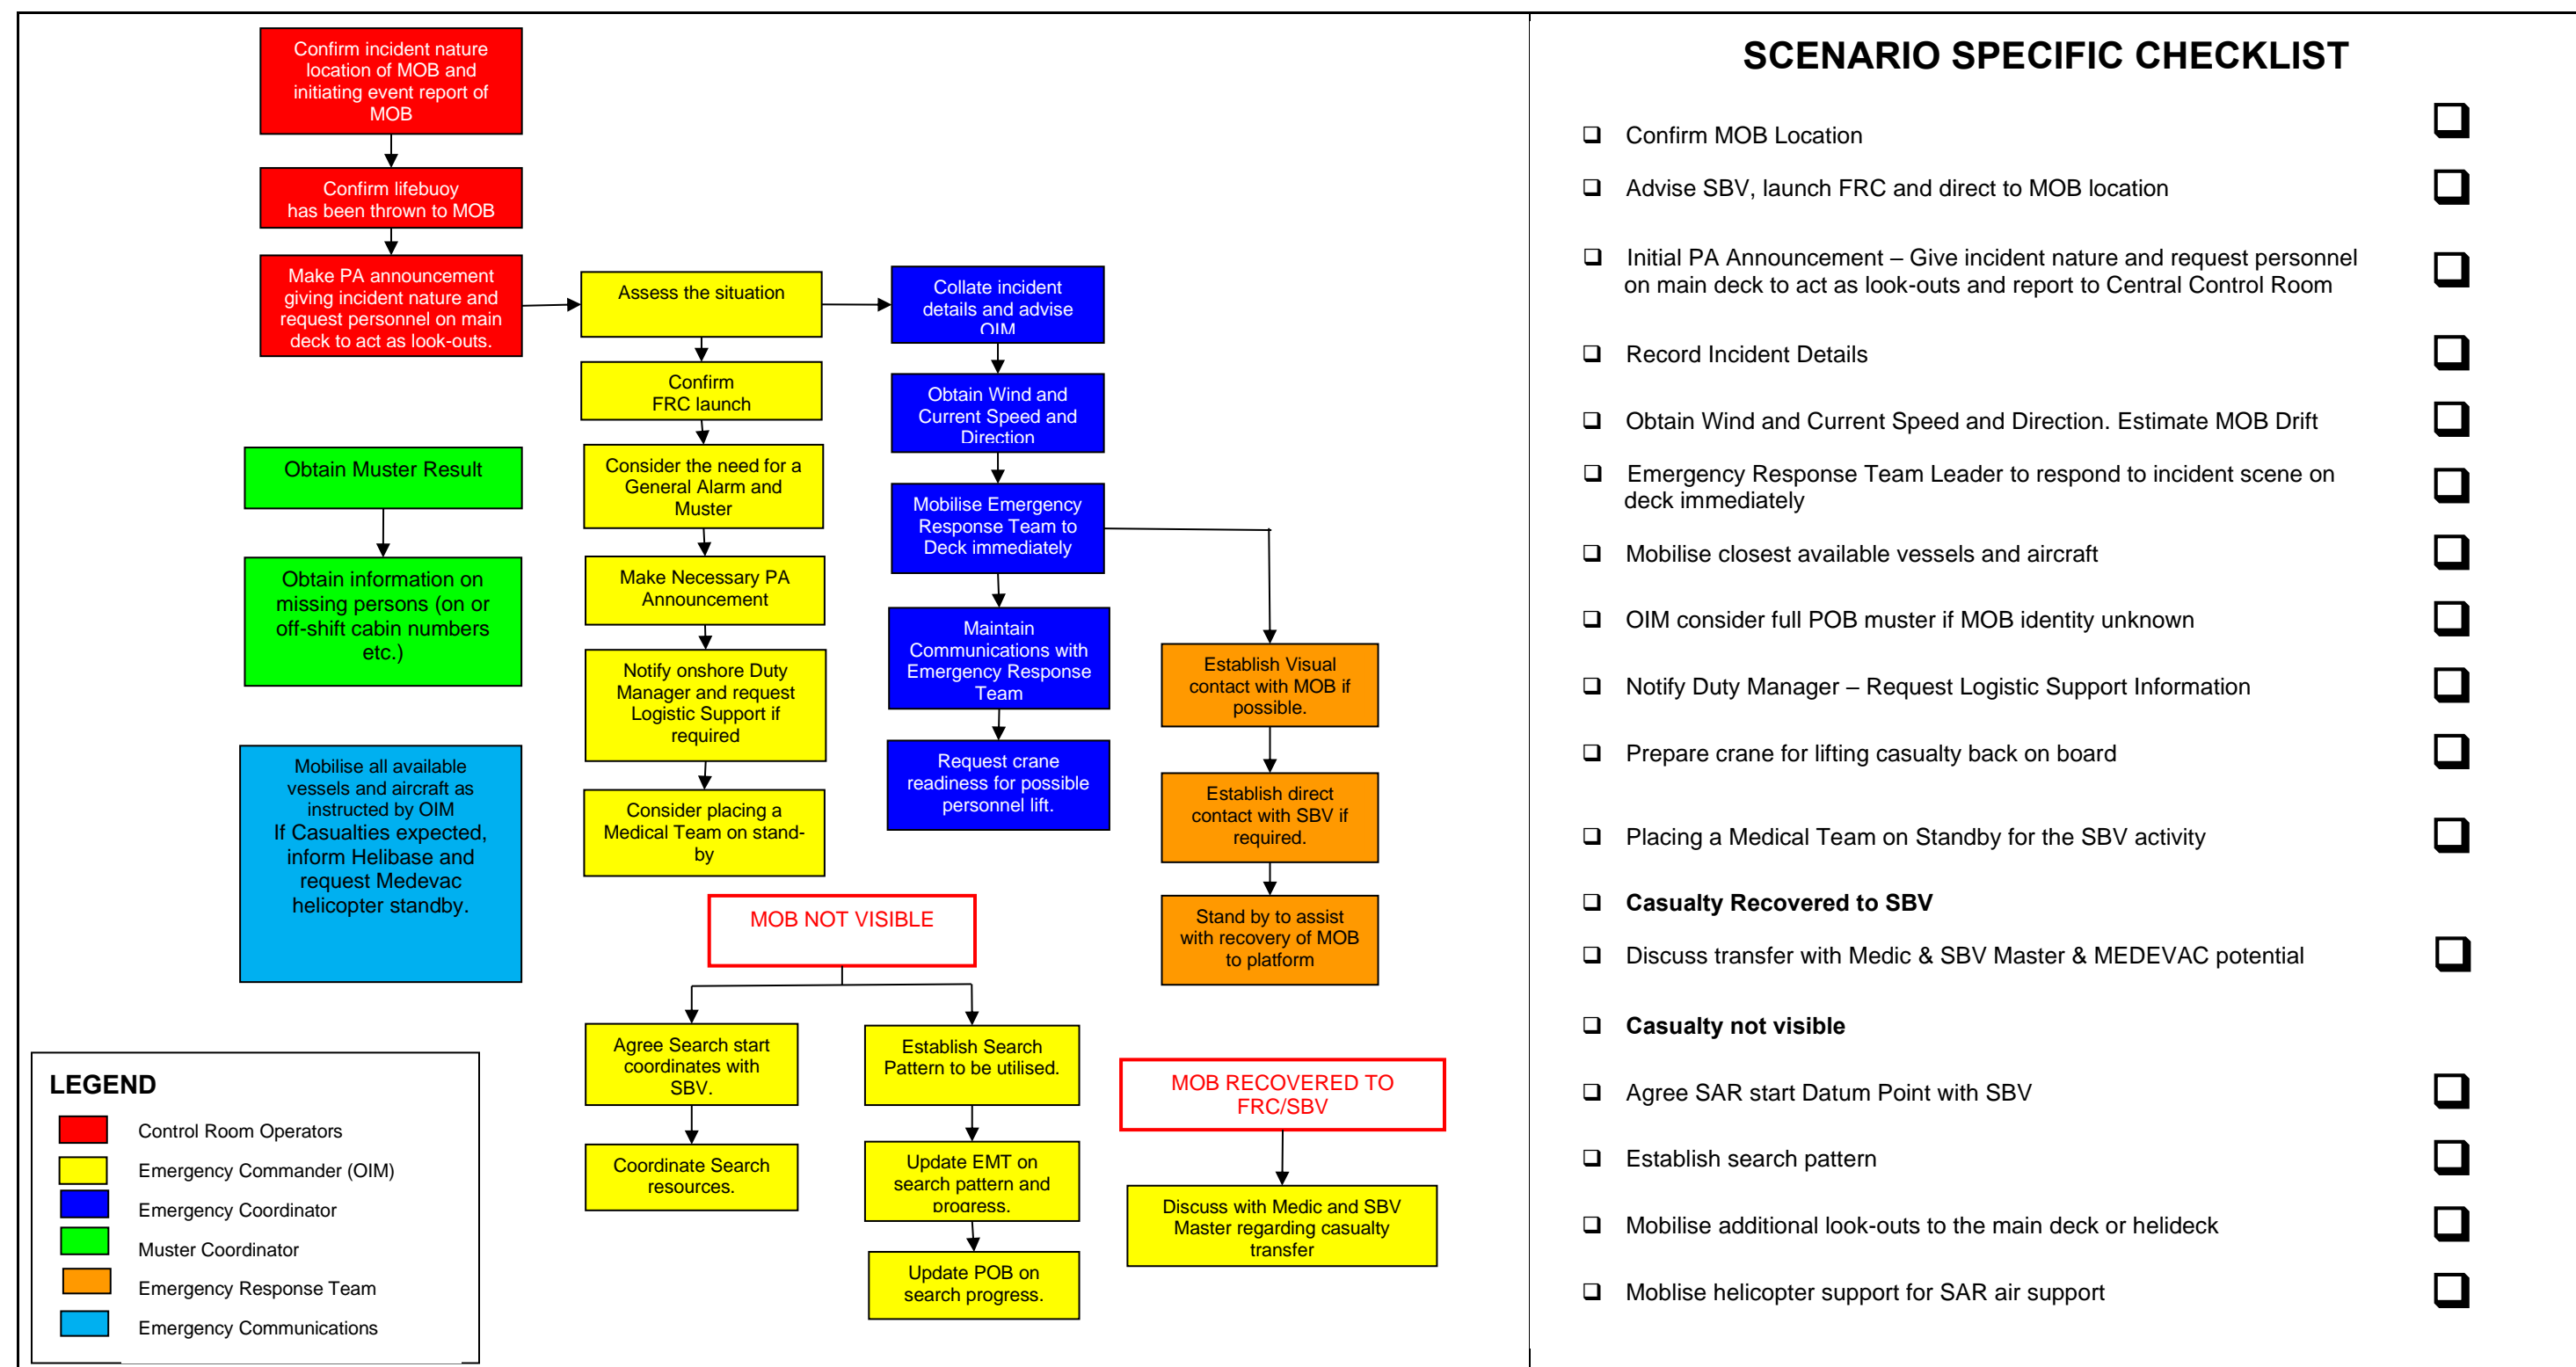 Confirm incident nature
location of MOB and
initiating event report of
MOB
Confirm lifebuoy
has been thrown to MOB
Make PA announcement
giving incident nature and
request personnel on main
deck to act as look-outs.
Assess the situation
Confirm
FRC launch
Consider the need for a
General Alarm and
Muster
Make Necessary PA
Announcement
Notify onshore Duty
Manager and request
Logistic Support if
required
Consider placing a
Medical Team on stand-
by
Collate incident
details and advise
OIM
Obtain Wind and
Current Speed and
Direction
Mobilise Emergency
Response Team to
Deck immediately
Maintain
Communications with
Emergency Response
Team
Request crane
readiness for possible
personnel lift.
Establish Visual
contact with MOB if
possible.
Establish direct
contact with SBV if
required.
Stand by to assist
with recovery of MOB
to platform
Obtain Muster Result
Obtain information on
missing persons (on or
off-shift cabin numbers
etc.)
Mobilise all available
vessels and aircraft as
instructed by OIM
If Casualties expected,
inform Helibase and
request Medevac
helicopter standby.
MOB NOT VISIBLE
Agree Search start
coordinates with
SBV.
Coordinate Search
resources.
Establish Search
Pattern to be utilised.
Update EMT on
search pattern and
progress.
Update POB on
search progress.
MOB RECOVERED TO
FRC/SBV
Discuss with Medic and SBV
Master regarding casualty
transfer
LEGEND
Control Room Operators
Emergency Commander (OIM)
Emergency Coordinator
Muster Coordinator
Emergency Response Team
Emergency Communications
SCENARIO SPECIFIC CHECKLIST
Confirm MOB Location
Advise SBV, launch FRC and direct to MOB location
Initial PA Announcement – Give incident nature and request personnel
on main deck to act as look-outs and report to Central Control Room
Record Incident Details
Obtain Wind and Current Speed and Direction. Estimate MOB Drift
Emergency Response Team Leader to respond to incident scene on
deck immediately
Mobilise closest available vessels and aircraft
OIM consider full POB muster if MOB identity unknown
Notify Duty Manager – Request Logistic Support Information
Prepare crane for lifting casualty back on board
Placing a Medical Team on Standby for the SBV activity
Casualty Recovered to SBV
Discuss transfer with Medic & SBV Master & MEDEVAC potential
Casualty not visible
Agree SAR start Datum Point with SBV
Establish search pattern
Mobilise additional look-outs to the main deck or helideck
Moblise helicopter support for SAR air support